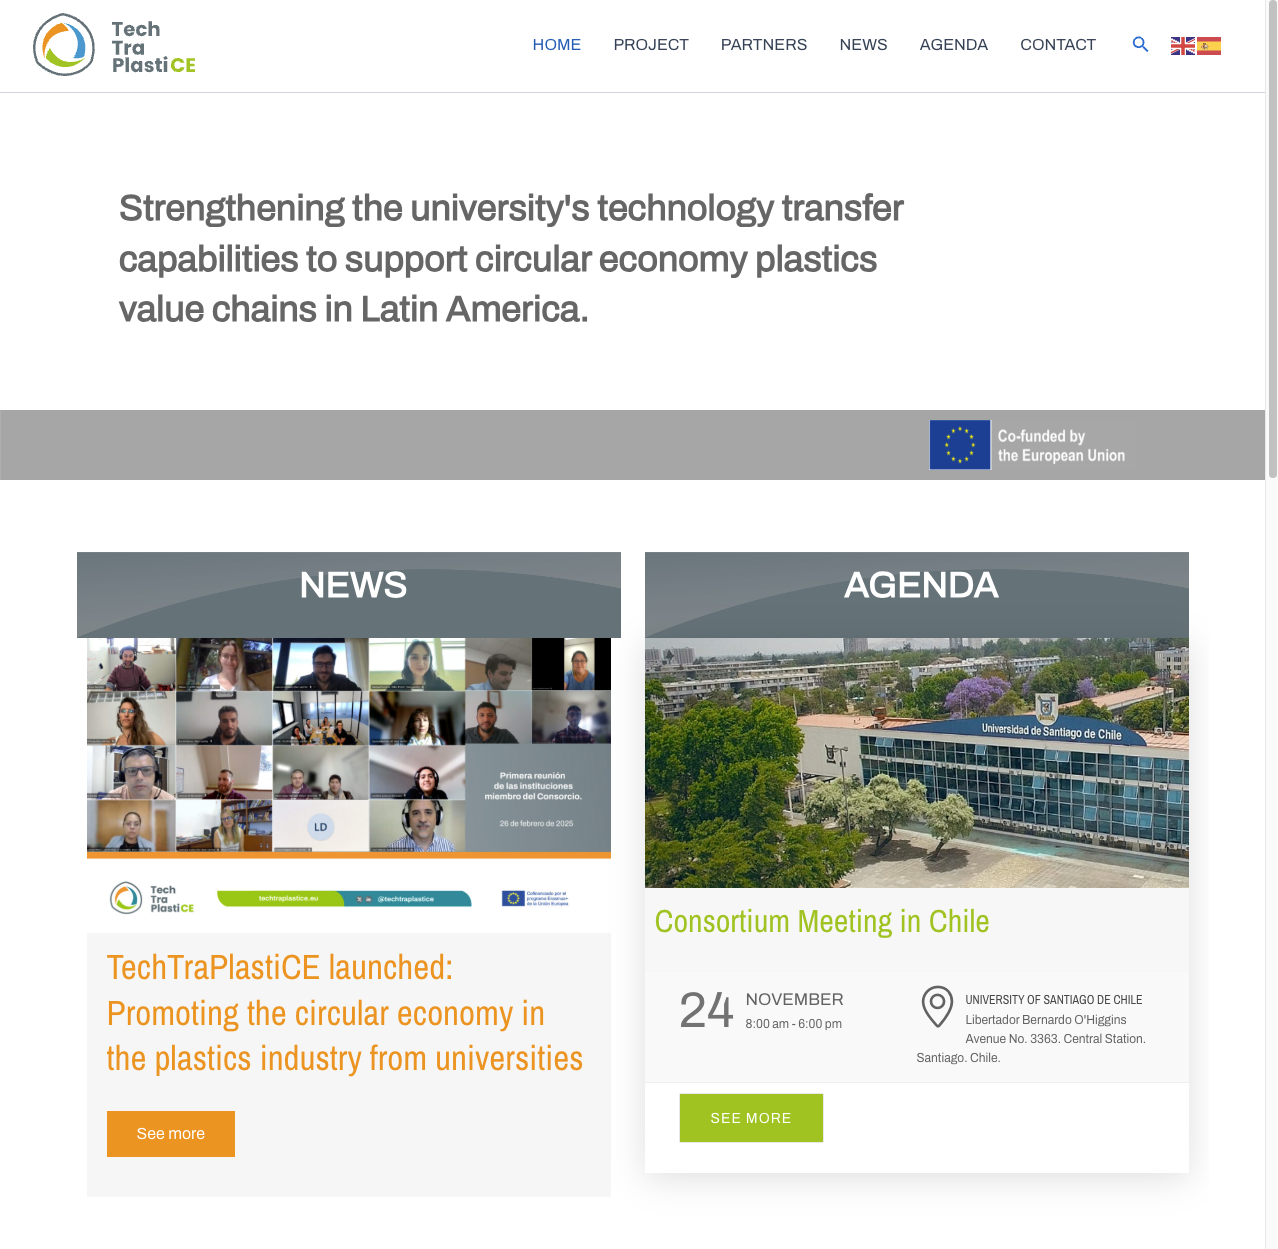 Tech
Tra
PlastiCE
HOME PROJECT PARTNERS NEWS AGENDA CONTACT
Strengthening the university's technology transfer
capabilities to support circular economy plastics
value chains in Latin America.
Co-funded by
the European Union
NEWS
Primera reunión
de las instituciones
miembro del Consorcio.
26 de febrero de 2025
LD
Tech
Tra
PlastiCE
techtraplastice.eu
@techtraplastice
Cofinanciado por el
programa Erasmus+
de la Unión Europea
TechTraPlastiCE launched:
Promoting the circular economy in
the plastics industry from universities
See more
AGENDA
Universidad de Santiago de Chile
Consortium Meeting in Chile
24 NOVEMBER
8:00 am - 6:00 pm
UNIVERSITY OF SANTIAGO DE CHILE
Libertador Bernardo O'Higgins
Avenue No. 3363. Central Station.
Santiago. Chile.
SEE MORE